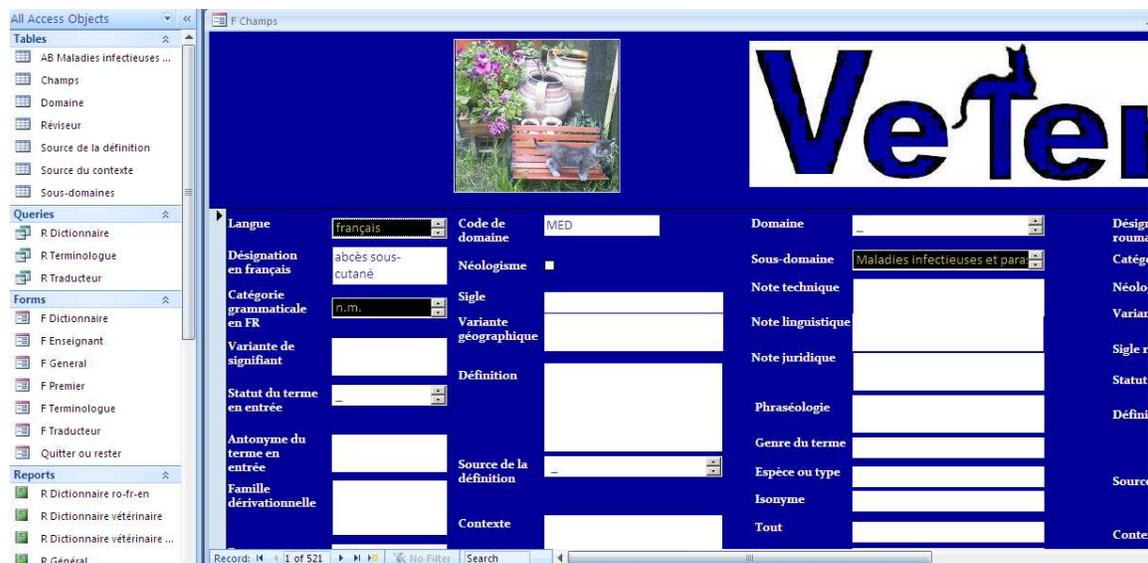 All Access Objects
Tables
AB Maladies infectieuses ...
Champs
Domaine
Réviseur
Source de la définition
Source du contexte
Sous-domaines
Queries
R Dictionnaire
R Terminologue
R Traducteur
Forms
F Dictionnaire
F Enseignant
F General
F Premier
F Terminologue
F Traducteur
Quitter ou rester
Reports
R Dictionnaire ro-fr-en
R Dictionnaire vétérinaire
R Dictionnaire vétérinaire ...
R Général
F Champs
VeTer
Langue
français
Désignation
en français
abcès sous-
cutané
Catégorie
grammaticale
en FR
n.m.
Variante de
signifiant
Statut du terme
en entrée
_
Antonyme du
terme en
entrée
Famille
dérivationnelle
Code de
domaine
MED
Néologisme
Sigle
Variante
géographique
Définition
Source de la
définition
_
Contexte
Domaine
_
Sous-domaine
Maladies infectieuses et para
Note technique
Note linguistique
Note juridique
Phraséologie
Genre du terme
Espèce ou type
Isonyme
Tout
Désign
rouma
Catégo
Néolo
Varian
Sigle r
Statut
Défini
Source
Conte
Record:
1 of 521
No Filter
Search